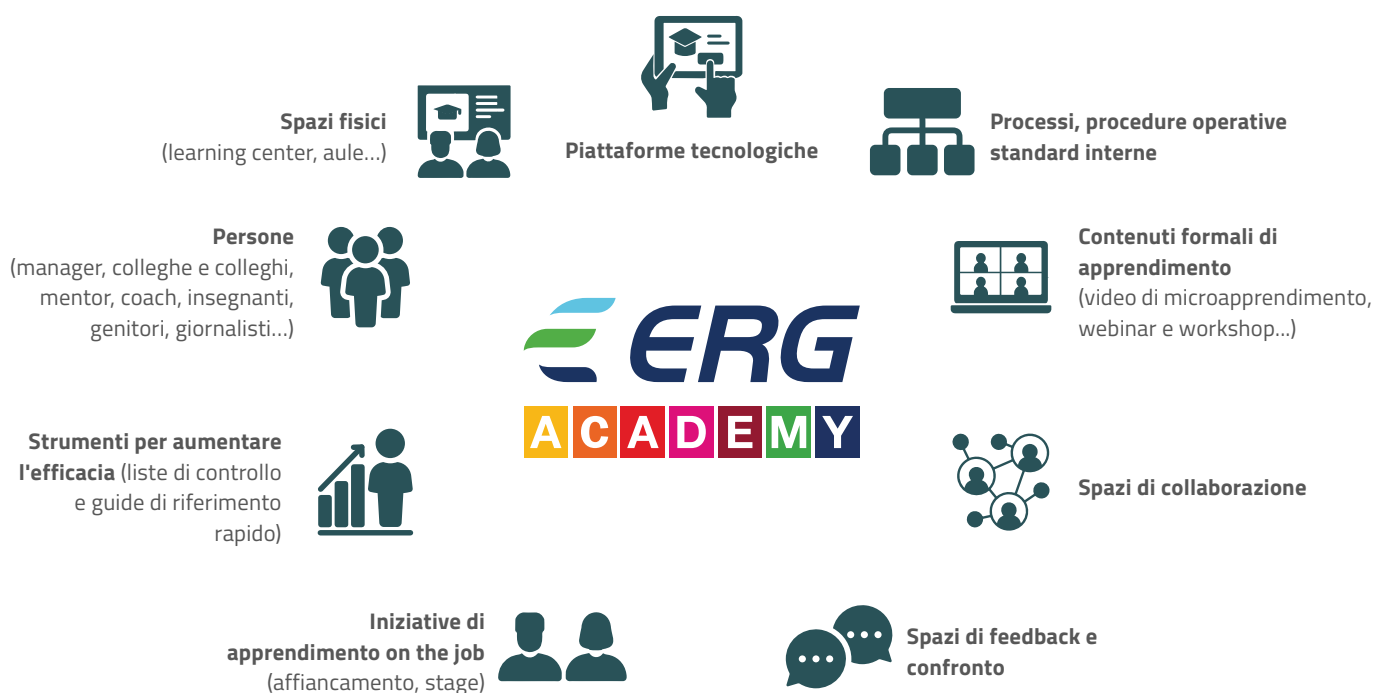 Piattaforme tecnologiche
Spazi fisici
(learning center, aule…)
Processi, procedure operative
standard interne
Persone
(manager, colleghe e colleghi,
mentor, coach, insegnanti,
genitori, giornalisti…)
Contenuti formali di
apprendimento
(video di microapprendimento,
webinar e workshop...)
ERG
ACADEMY
Strumenti per aumentare
l'efficacia (liste di controllo
e guide di riferimento
rapido)
Spazi di collaborazione
Iniziative di
apprendimento on the job
(affiancamento, stage)
Spazi di feedback e
confronto